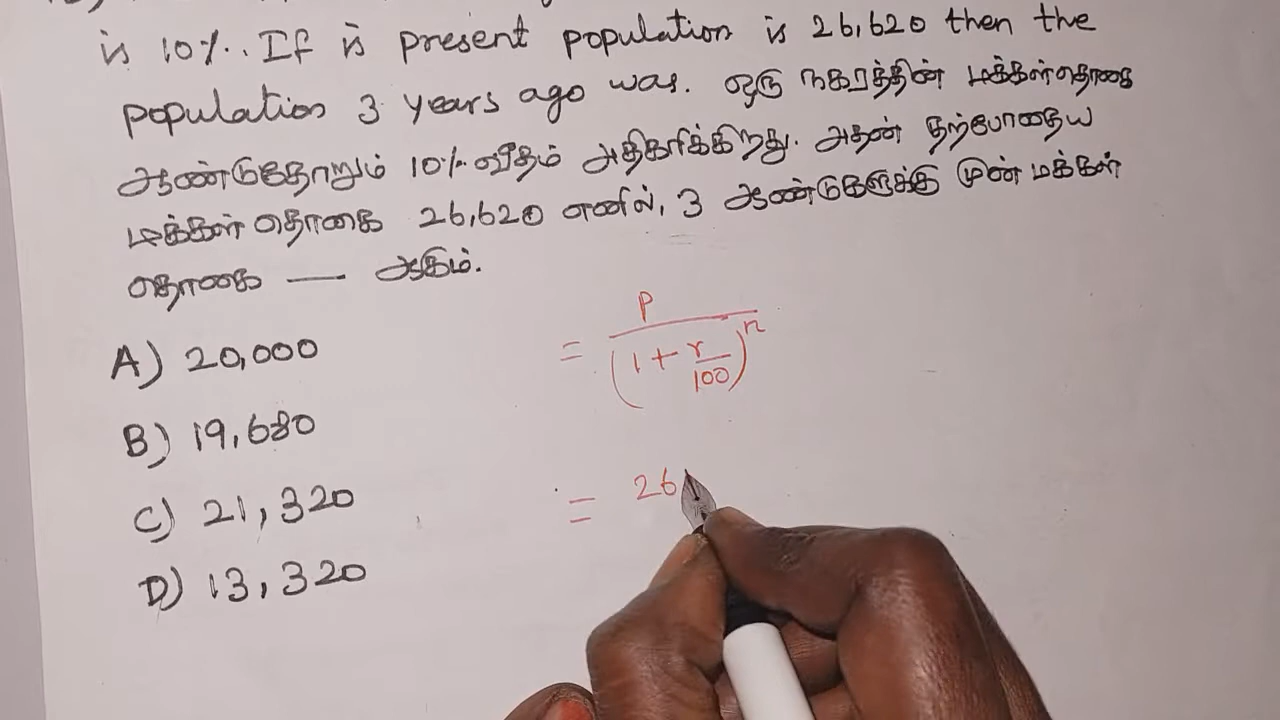 is 10%. If is present population is 26,620 then the
population 3 years ago was. ஒரு நகரத்தின் மக்கள்தொகை
ஆண்டுதோறும் 10% வீதம் அதிகரிக்கிறது. அதன் தற்போதைய
மக்கள் தொகை 26,620 எனில், 3 ஆண்டுகளுக்கு முன் மக்கள்
தொகை — ஆகும்.
A) 20,000
B) 19,680
C) 21,320
D) 13,320
= P / (1 + r/100)^n
= 26